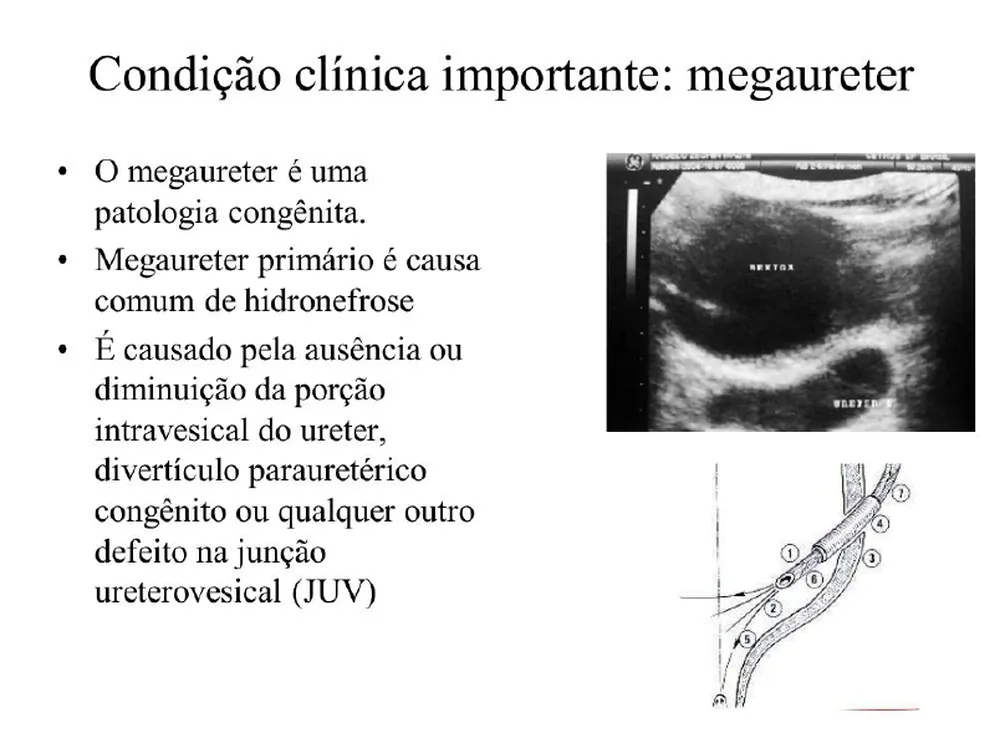 Condição clínica importante: megaureter
• O megaureter é uma
patologia congênita.
• Megaureter primário é causa
comum de hidronefrose
• É causado pela ausência ou
diminuição da porção
intravesical do ureter,
divertículo parauretérico
congênito ou qualquer outro
defeito na junção
ureterovesical (JUV)
BEXIGA
7
4
1
3
6
2
5